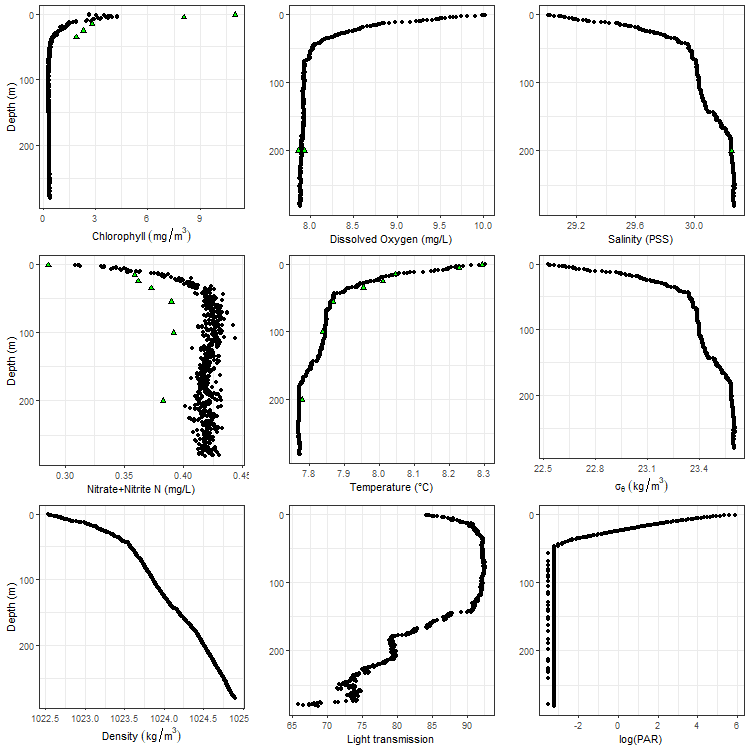 0
100
200
Depth (m)
0 3 6 9
Chlorophyll (mg/m³)
0
100
200
8.0 8.5 9.0 9.5 10.0
Dissolved Oxygen (mg/L)
0
100
200
29.2 29.6 30.0
Salinity (PSS)
0
100
200
Depth (m)
0.30 0.35 0.40 0.45
Nitrate+Nitrite N (mg/L)
0
100
200
7.8 7.9 8.0 8.1 8.2 8.3
Temperature (°C)
0
100
200
22.5 22.8 23.1 23.4
σθ (kg/m³)
0
100
200
Depth (m)
1022.5 1023.0 1023.5 1024.0 1024.5 1025
Density (kg/m³)
0
100
200
65 70 75 80 85 90
Light transmission
0
100
200
-2 0 2 4 6
log(PAR)